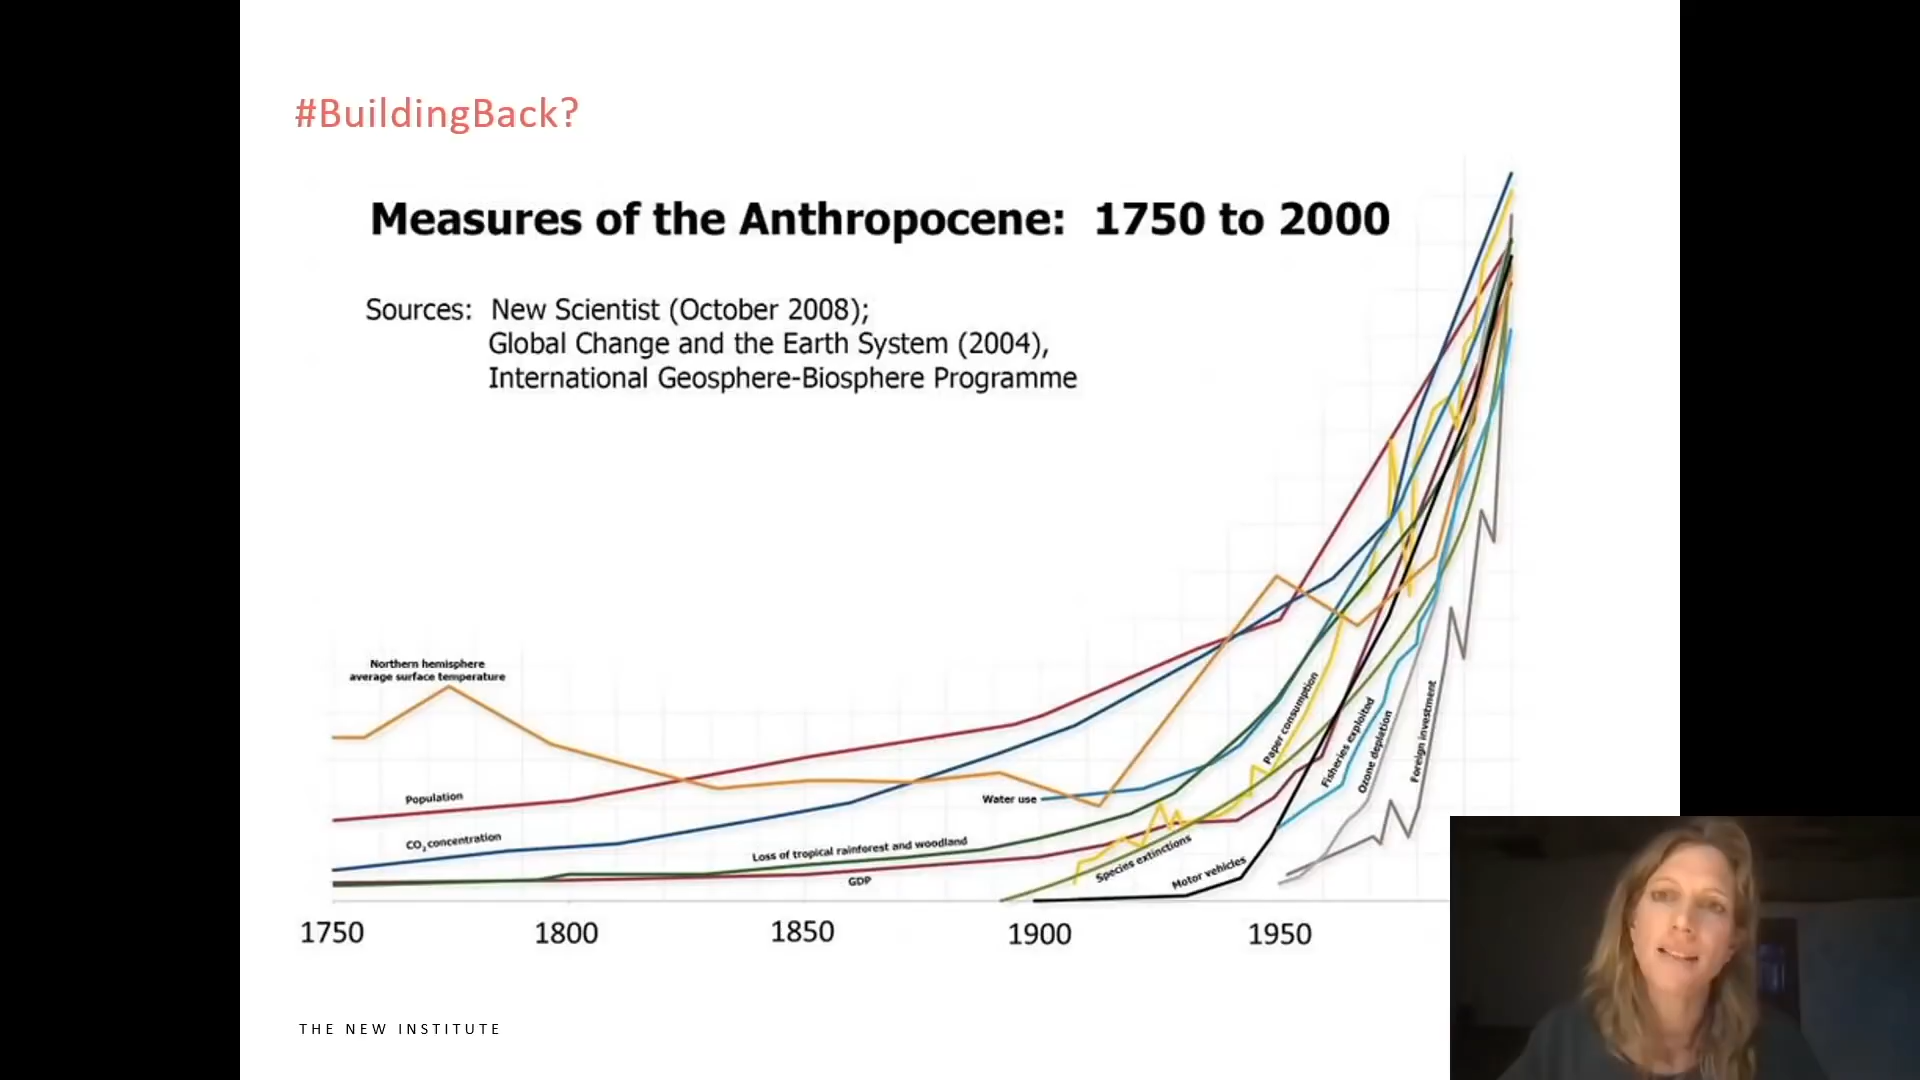 #BuildingBack?
Measures of the Anthropocene: 1750 to 2000
Sources: New Scientist (October 2008);
Global Change and the Earth System (2004),
International Geosphere-Biosphere Programme
Northern hemisphere
average surface temperature
Population
CO₂ concentration
Water use
Loss of tropical rainforest and woodland
GDP
Species extinctions
Motor vehicles
Paper consumption
Fisheries exploited
Ozone depletion
Foreign investment
1750 1800 1850 1900 1950
THE NEW INSTITUTE